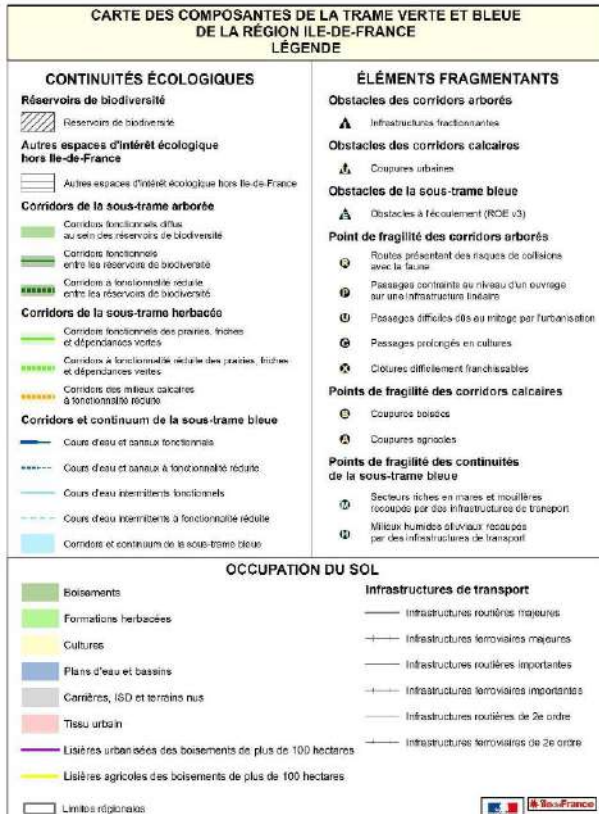 CARTE DES COMPOSANTES DE LA TRAME VERTE ET BLEUE
DE LA RÉGION ILE-DE-FRANCE
LÉGENDE
CONTINUITÉS ÉCOLOGIQUES
Réservoirs de biodiversité
Réservoirs de biodiversité
Autres espaces d'intérêt écologique
hors Ile-de-France
Autres espaces d'intérêt écologique hors Ile-de-France
Corridors de la sous-trame arborée
Corridors fonctionnels diffus
au sein des réservoirs de biodiversité
Corridors fonctionnels
entre les réservoirs de biodiversité
Corridors à fonctionnalité réduite
entre les réservoirs de biodiversité
Corridors de la sous-trame herbacée
Corridors fonctionnels des prairies, friches
et dépendances vertes
Corridors à fonctionnalité réduite des prairies, friches
et dépendances vertes
Corridors des milieux calcaires
à fonctionnalité réduite
Corridors et continuum de la sous-trame bleue
Cours d'eau et canaux fonctionnels
Cours d'eau et canaux à fonctionnalité réduite
Cours d'eau intermittents fonctionnels
Cours d'eau intermittents à fonctionnalité réduite
Corridors et continuum de la sous-trame bleue
ÉLÉMENTS FRAGMENTANTS
Obstacles des corridors arborés
Infrastructures fractionnantes
Obstacles des corridors calcaires
Coupures urbaines
Obstacles de la sous-trame bleue
Obstacles à l'écoulement (ROE v3)
Point de fragilité des corridors arborés
R Routes présentant des risques de collisions
avec la faune
P Passages contraints au niveau d'un ouvrage
sur une infrastructure linéaire
U Passages difficiles dûs au mitage par l'urbanisation
C Passages prolongés en cultures
X Clôtures difficilement franchissables
Points de fragilité des corridors calcaires
B Coupures boisées
A Coupures agricoles
Points de fragilité des continuités
de la sous-trame bleue
M Secteurs riches en mares et mouillères
recoupés par des infrastructures de transport
H Milieux humides alluviaux recoupés
par des infrastructures de transport
OCCUPATION DU SOL
Boisements
Formations herbacées
Cultures
Plans d'eau et bassins
Carrières, ISD et terrains nus
Tissu urbain
Lisières urbanisées des boisements de plus de 100 hectares
Lisières agricoles des boisements de plus de 100 hectares
Limites régionales
Infrastructures de transport
Infrastructures routières majeures
Infrastructures ferroviaires majeures
Infrastructures routières importantes
Infrastructures ferroviaires importantes
Infrastructures routières de 2e ordre
Infrastructures ferroviaires de 2e ordre
îledeFrance